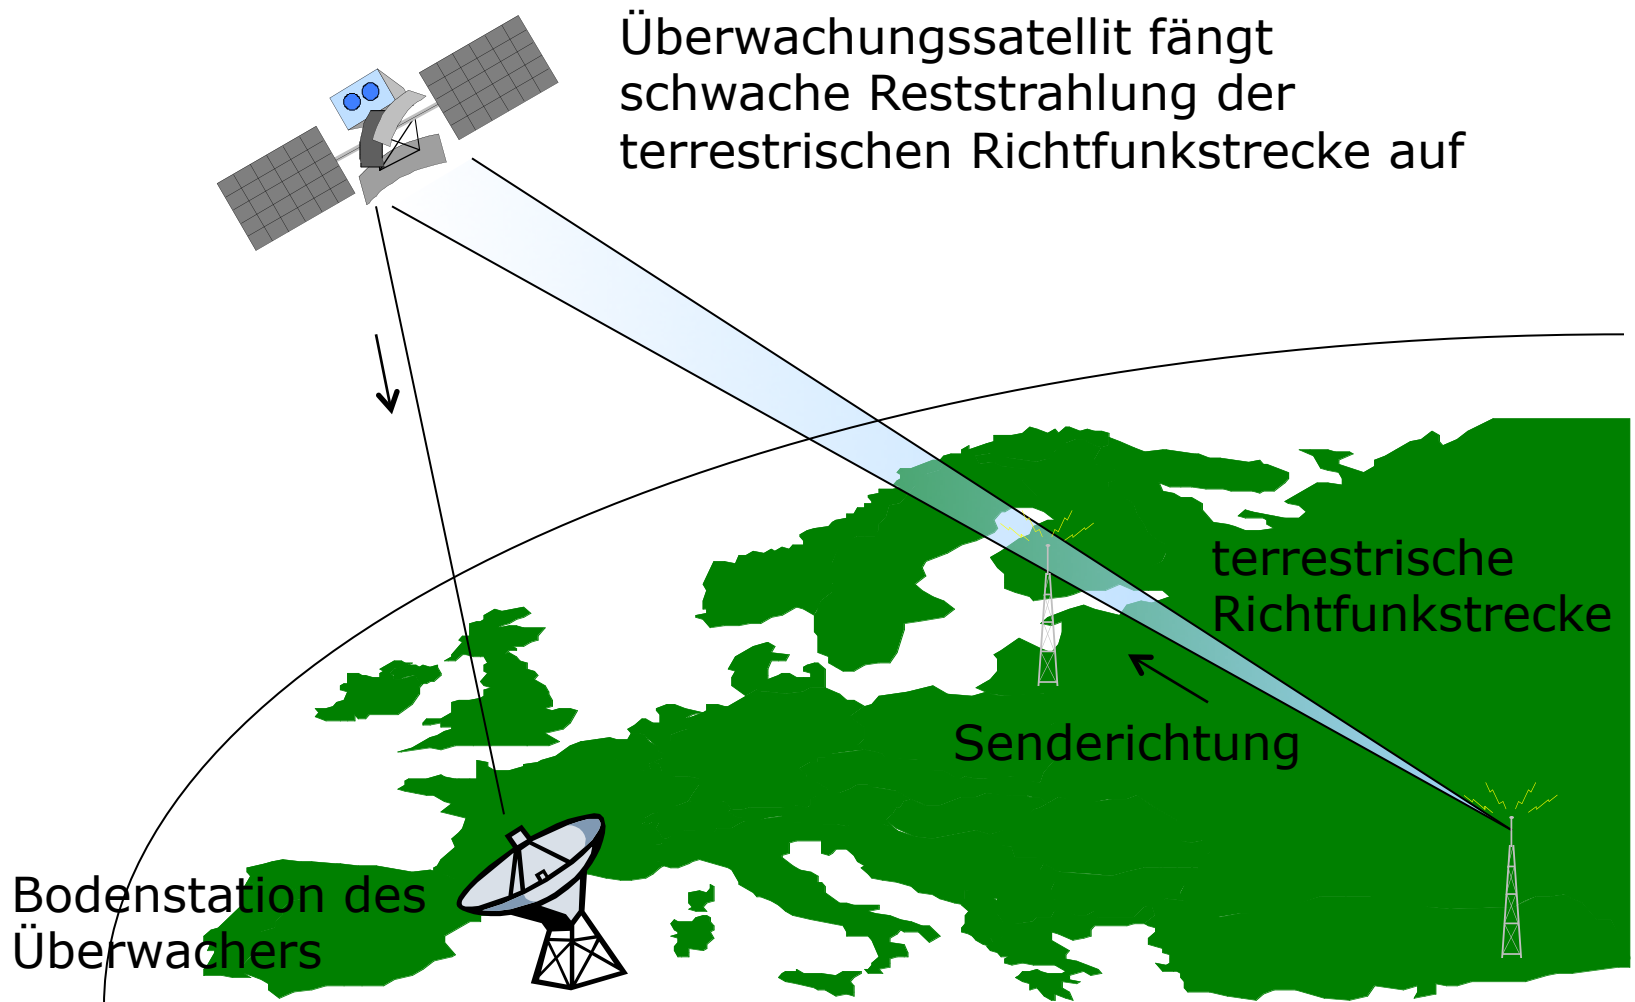 Überwachungssatellit fängt
schwache Reststrahlung der
terrestrischen Richtfunkstrecke auf
terrestrische
Richtfunkstrecke
Senderichtung
Bodenstation des
Überwachers